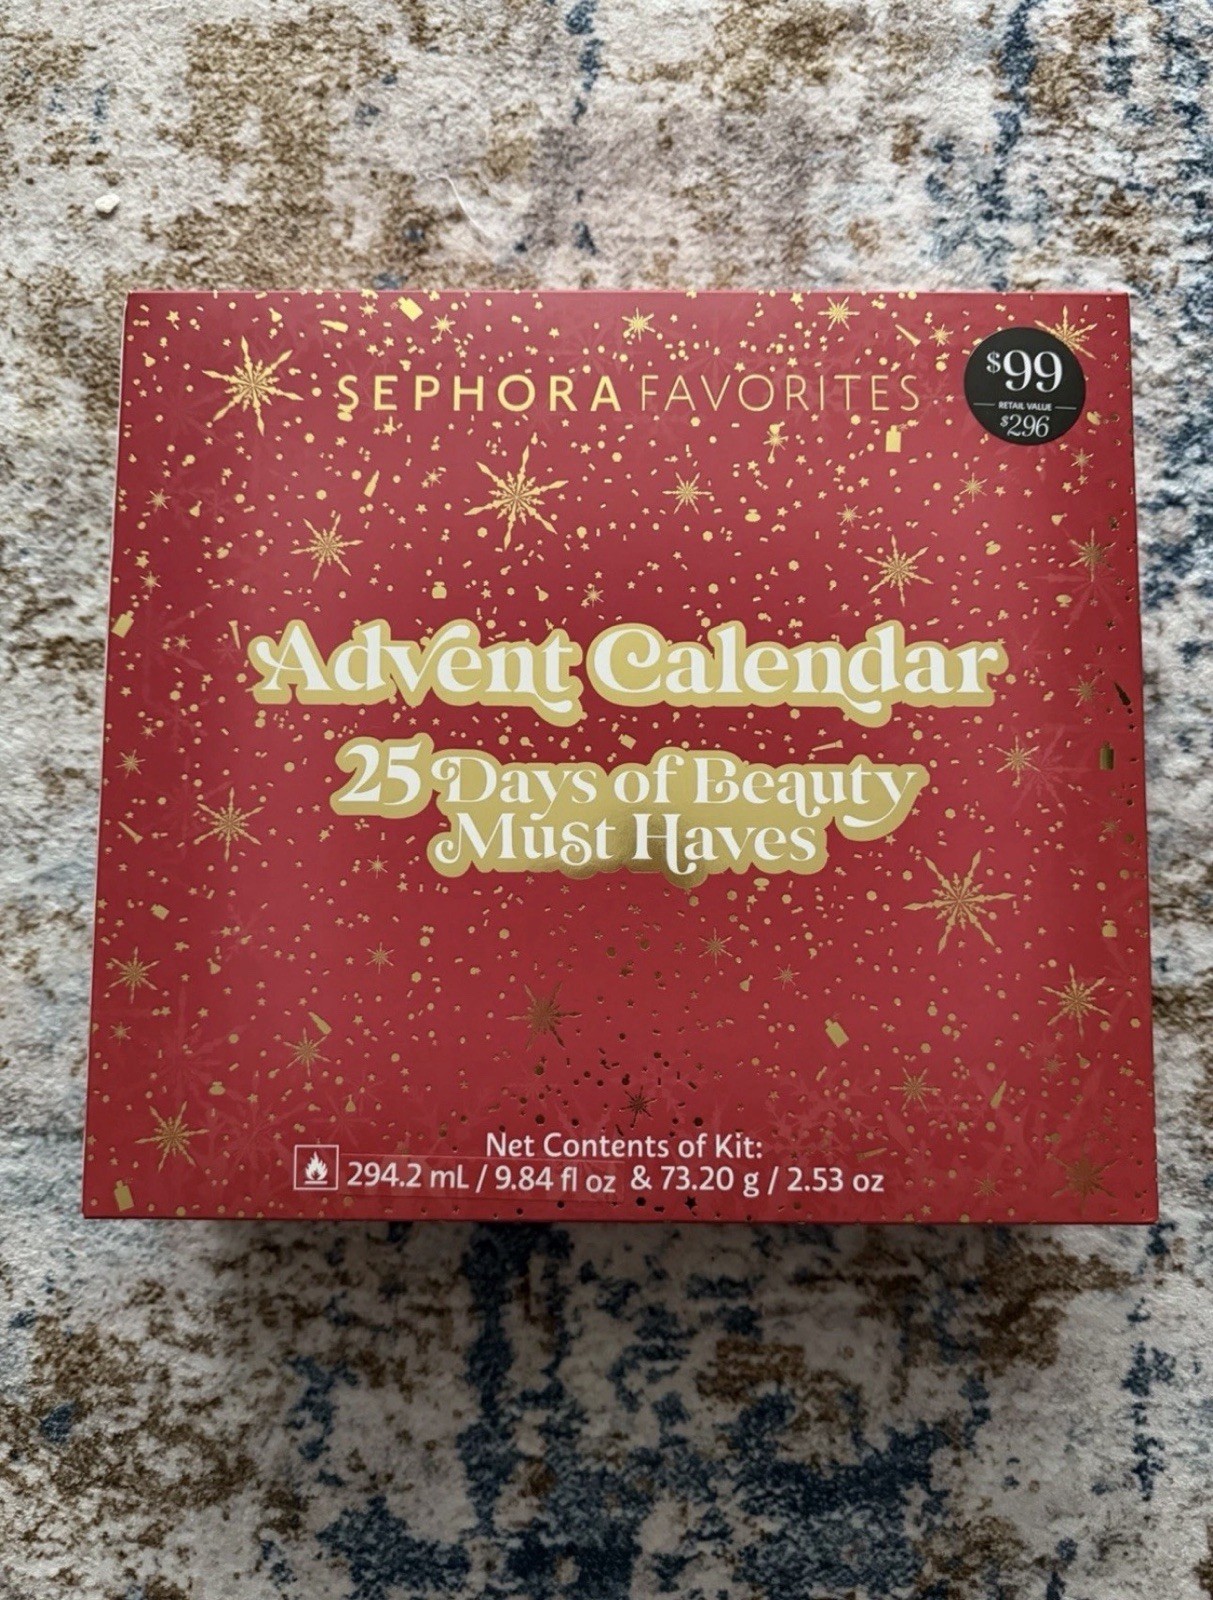 SEPHORA FAVORITES
$99
RETAIL VALUE
$296
Advent Calendar
25 Days of Beauty
Must Haves
Net Contents of Kit:
294.2 mL / 9.84 fl oz & 73.20 g / 2.53 oz